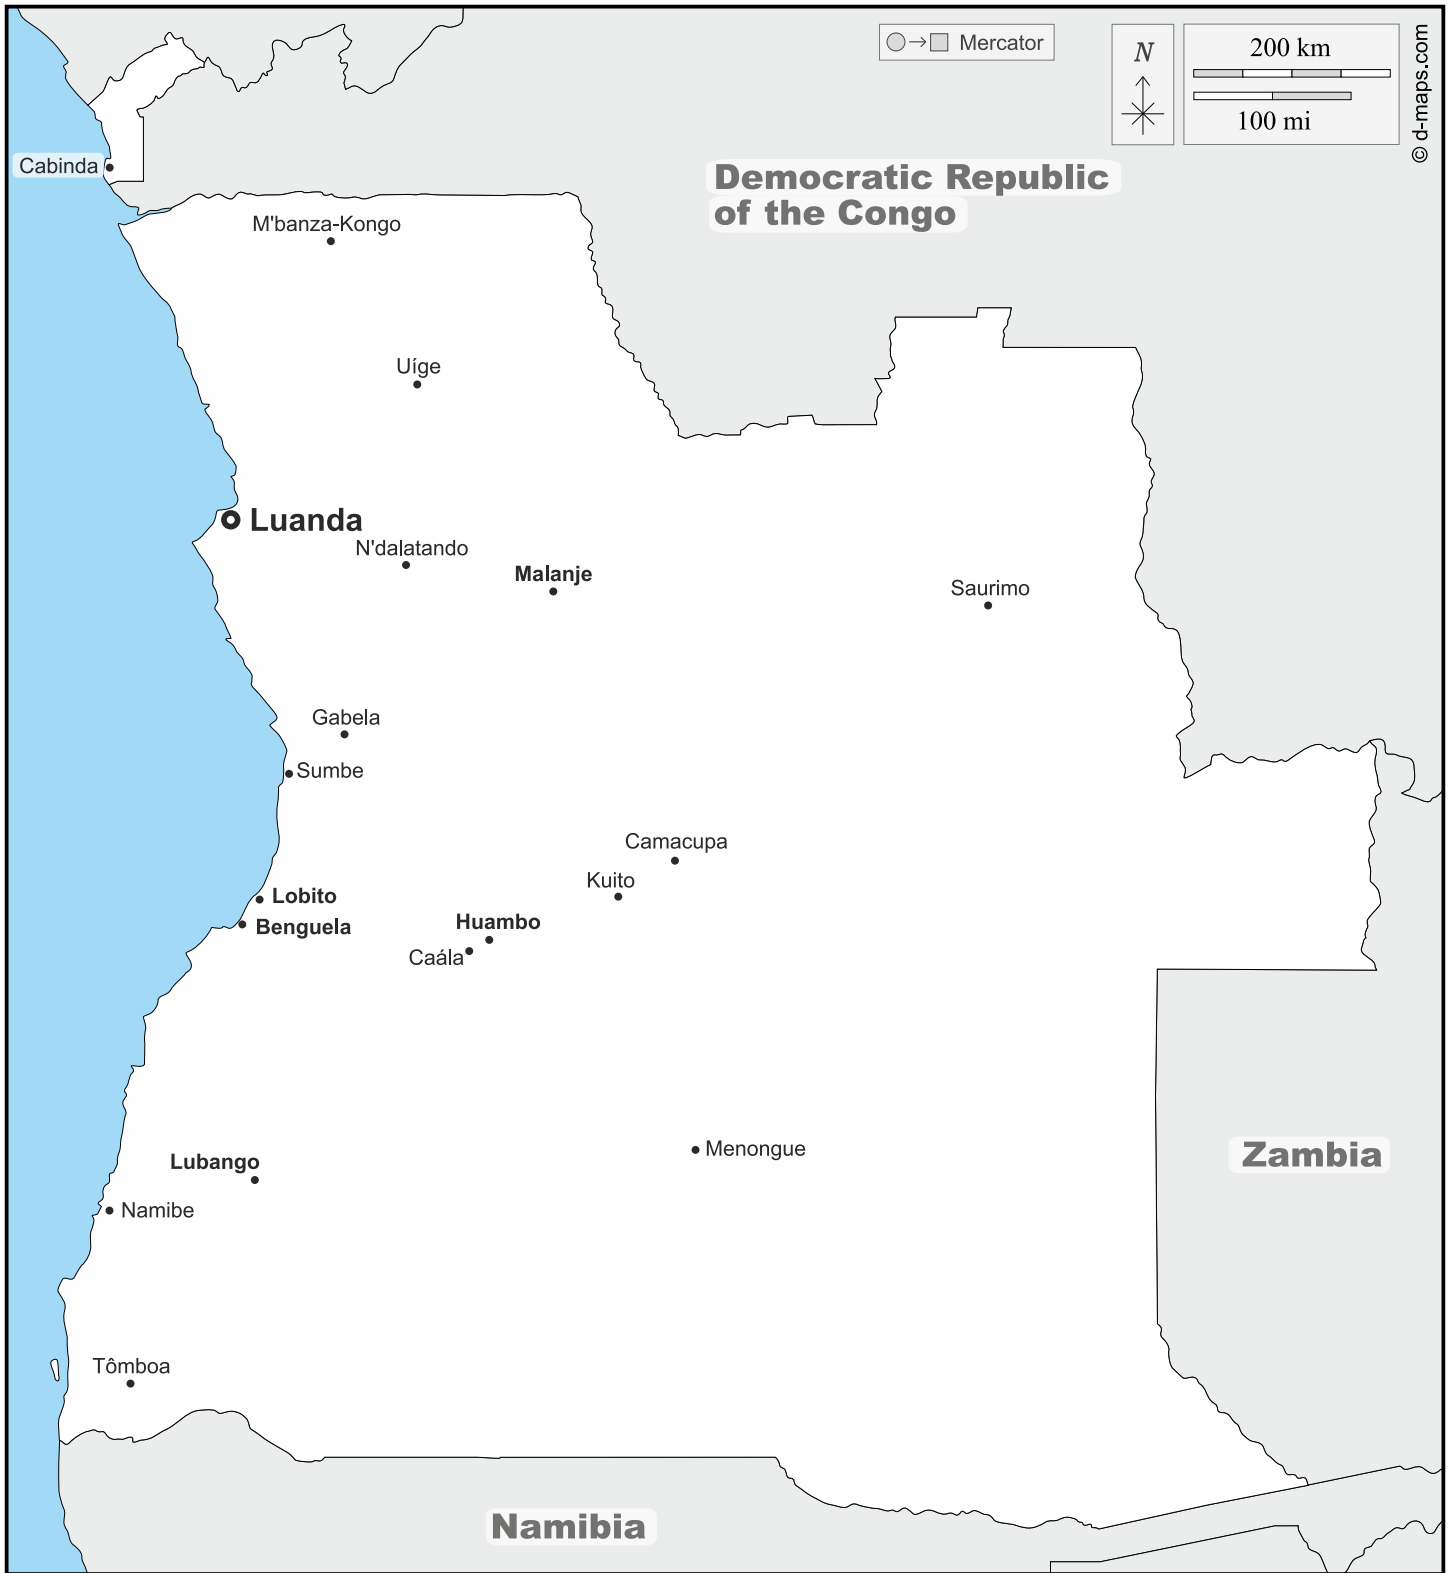 Mercator
N
200 km
100 mi
© d-maps.com
Cabinda
Democratic Republic
of the Congo
M'banza-Kongo
Uíge
Luanda
N'dalatando
Malanje
Saurimo
Gabela
Sumbe
Camacupa
Kuito
Lobito
Huambo
Benguela
Caála
Menongue
Zambia
Lubango
Namibe
Tômboa
Namibia